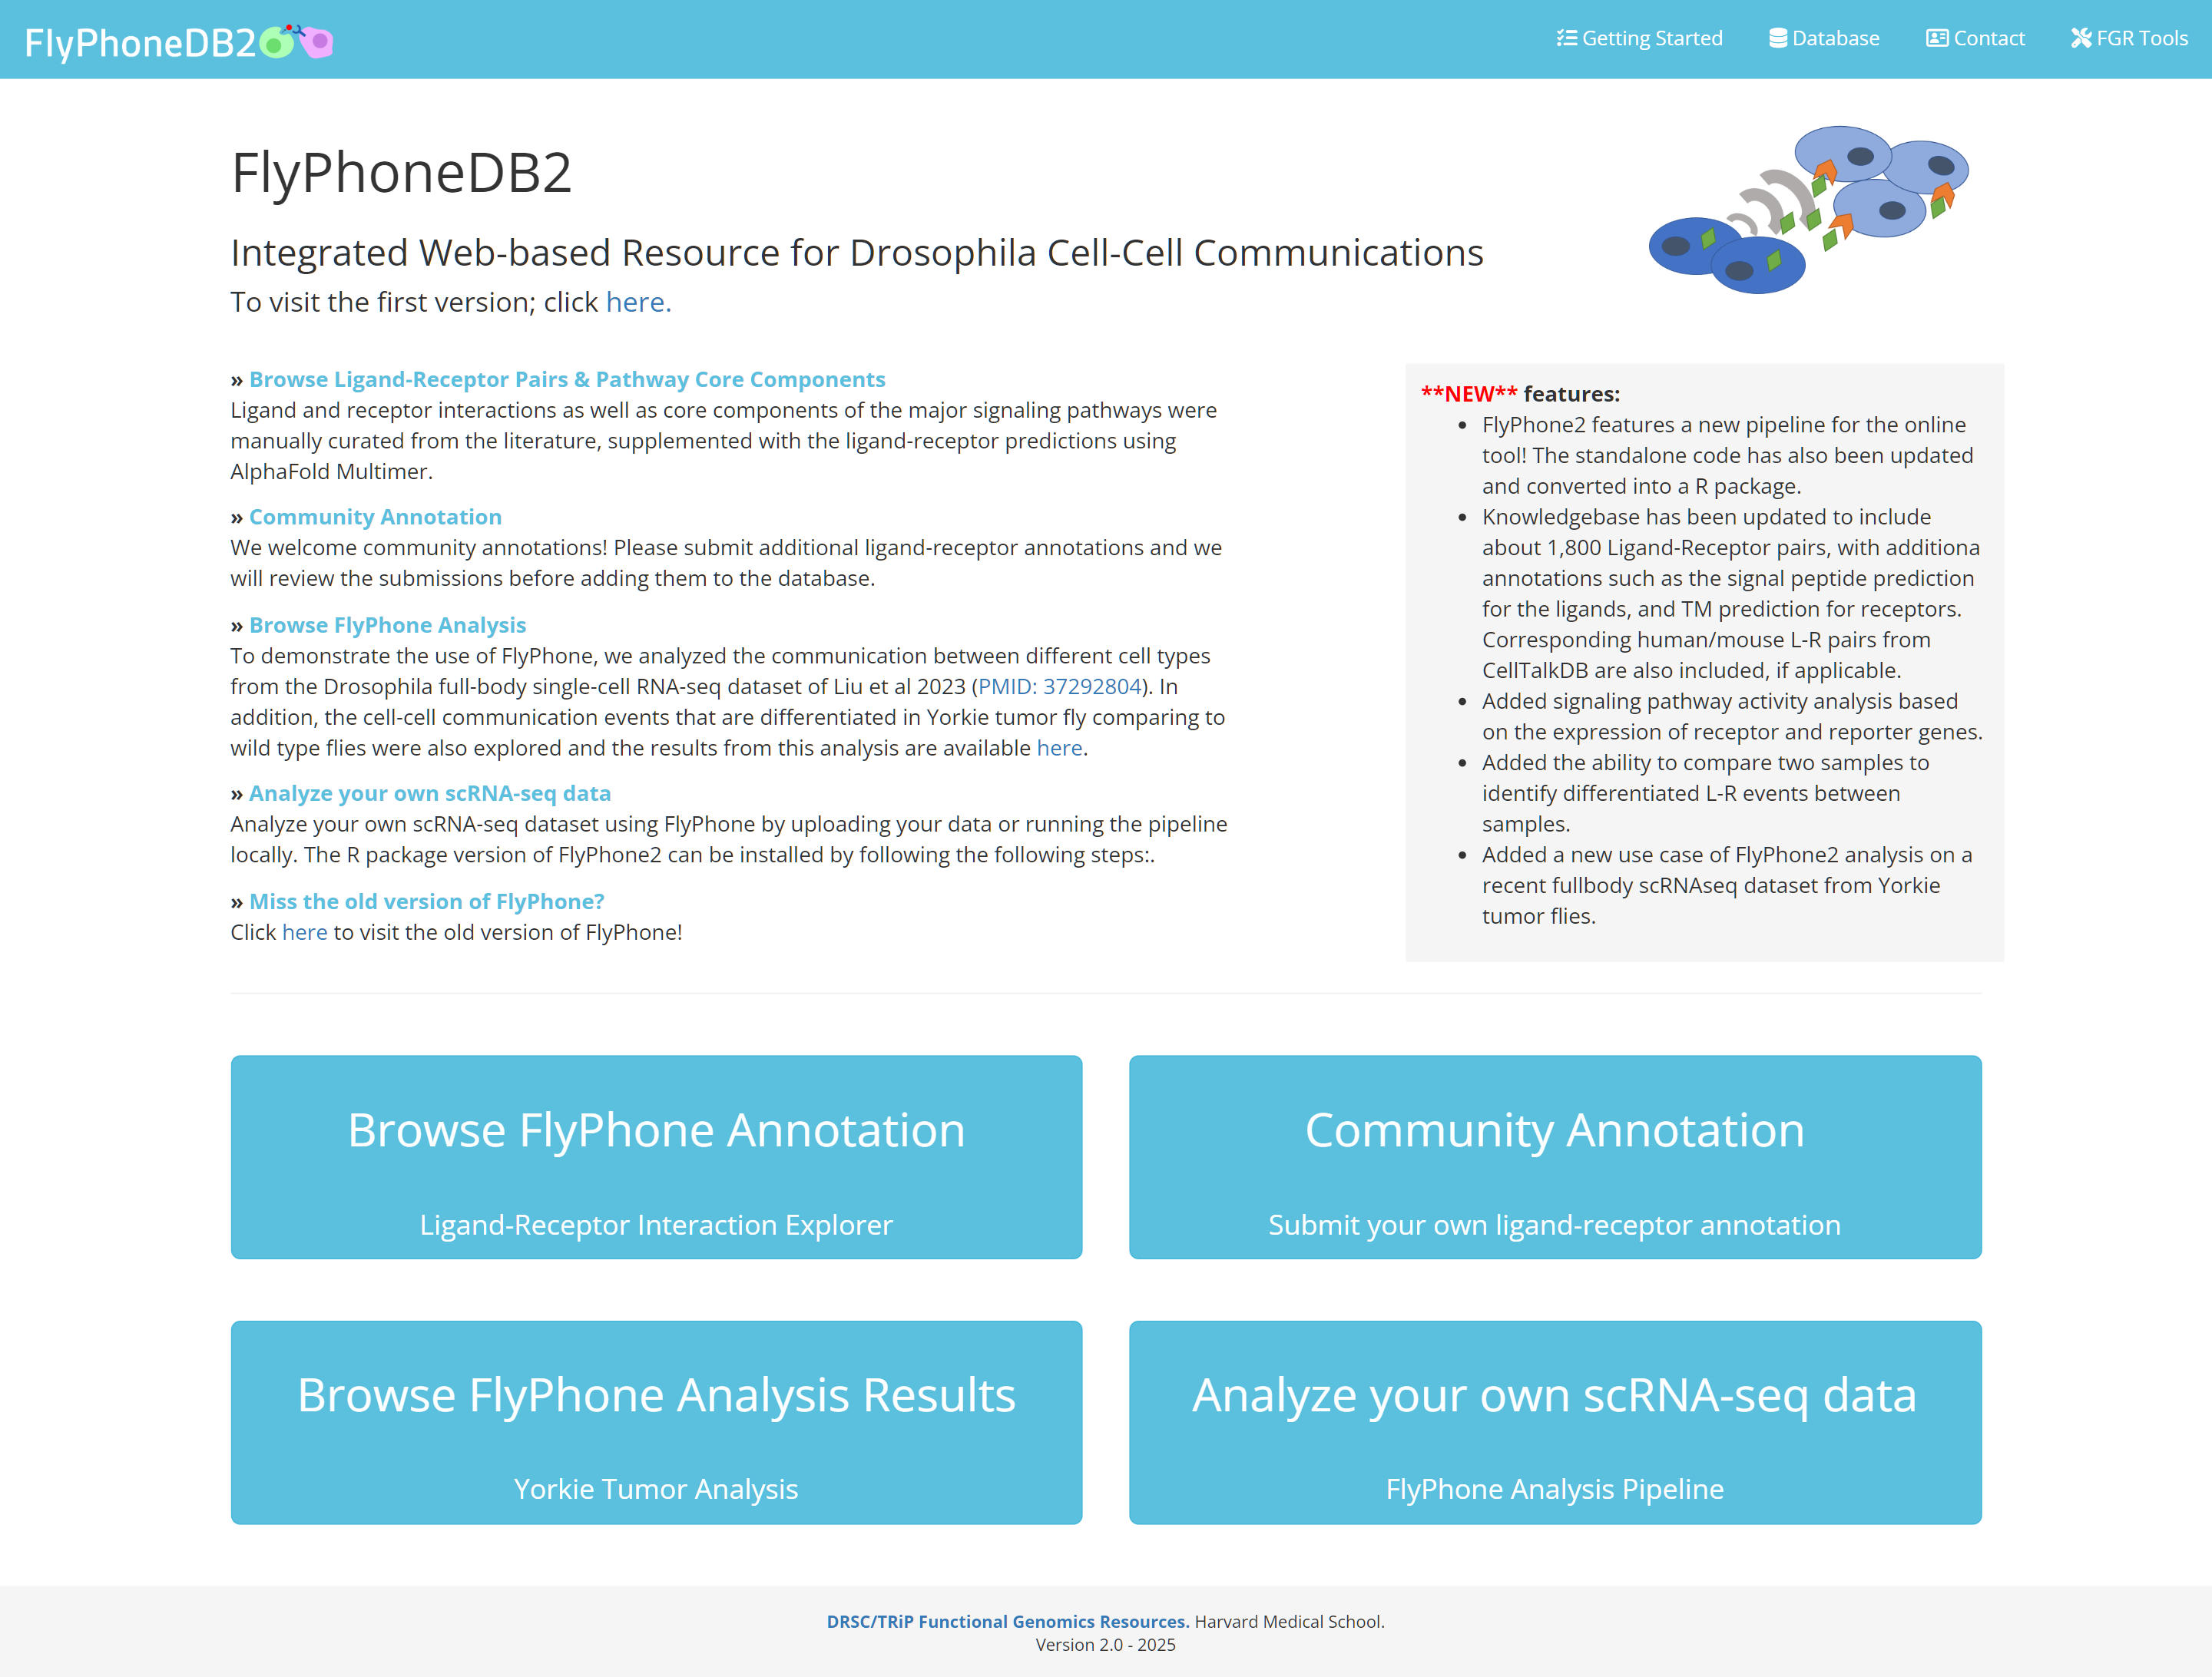 FlyPhoneDB2
Getting Started
Database
Contact
FGR Tools
FlyPhoneDB2
Integrated Web-based Resource for Drosophila Cell-Cell Communications
To visit the first version; click here.
» Browse Ligand-Receptor Pairs & Pathway Core Components
Ligand and receptor interactions as well as core components of the major signaling pathways were
manually curated from the literature, supplemented with the ligand-receptor predictions using
AlphaFold Multimer.
» Community Annotation
We welcome community annotations! Please submit additional ligand-receptor annotations and we
will review the submissions before adding them to the database.
» Browse FlyPhone Analysis
To demonstrate the use of FlyPhone, we analyzed the communication between different cell types
from the Drosophila full-body single-cell RNA-seq dataset of Liu et al 2023 (PMID: 37292804). In
addition, the cell-cell communication events that are differentiated in Yorkie tumor fly comparing to
wild type flies were also explored and the results from this analysis are available here.
» Analyze your own scRNA-seq data
Analyze your own scRNA-seq dataset using FlyPhone by uploading your data or running the pipeline
locally. The R package version of FlyPhone2 can be installed by following the following steps:.
» Miss the old version of FlyPhone?
Click here to visit the old version of FlyPhone!
**NEW** features:
• FlyPhone2 features a new pipeline for the online
tool! The standalone code has also been updated
and converted into a R package.
• Knowledgebase has been updated to include
about 1,800 Ligand-Receptor pairs, with additiona
annotations such as the signal peptide prediction
for the ligands, and TM prediction for receptors.
Corresponding human/mouse L-R pairs from
CellTalkDB are also included, if applicable.
• Added signaling pathway activity analysis based
on the expression of receptor and reporter genes.
• Added the ability to compare two samples to
identify differentiated L-R events between
samples.
• Added a new use case of FlyPhone2 analysis on a
recent fullbody scRNAseq dataset from Yorkie
tumor flies.
Browse FlyPhone Annotation
Ligand-Receptor Interaction Explorer
Community Annotation
Submit your own ligand-receptor annotation
Browse FlyPhone Analysis Results
Yorkie Tumor Analysis
Analyze your own scRNA-seq data
FlyPhone Analysis Pipeline
DRSC/TRiP Functional Genomics Resources. Harvard Medical School.
Version 2.0 - 2025